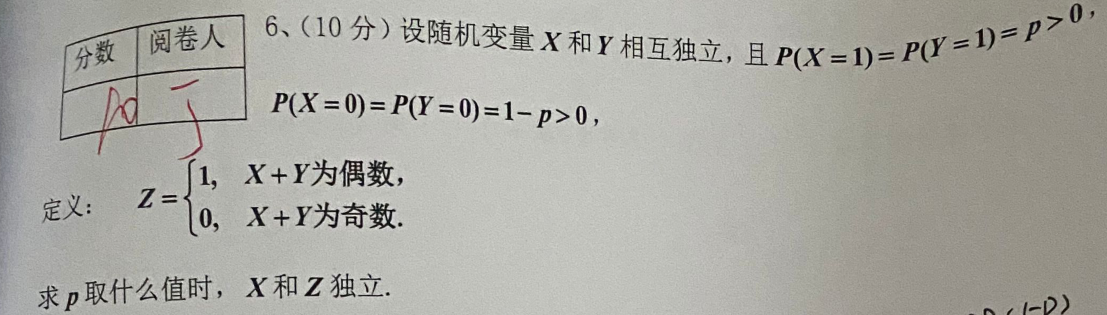 分数 阅卷人
6、(10 分) 设随机变量 X 和 Y 相互独立, 且 P(X=1)=P(Y=1)=p>0,
P(X=0)=P(Y=0)=1-p>0,
定义: Z={1, X+Y为偶数,
0, X+Y为奇数.
求 p 取什么值时, X 和 Z 独立.